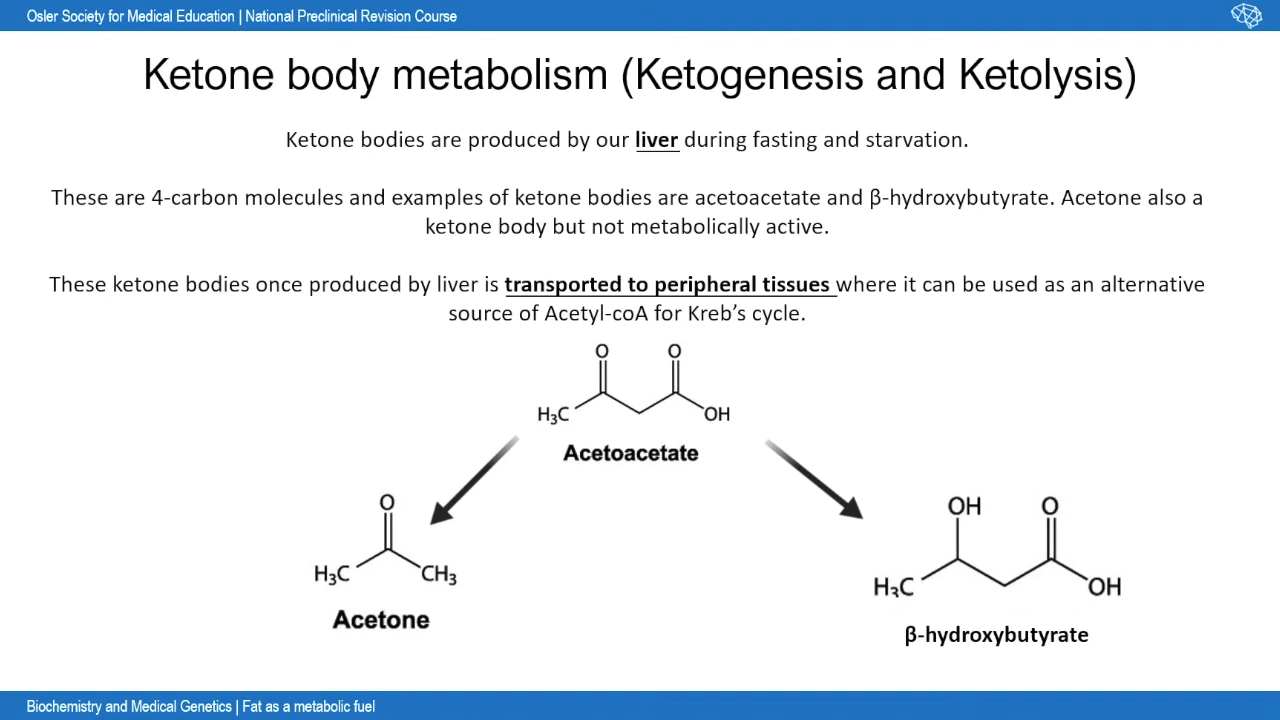 Osler Society for Medical Education | National Preclinical Revision Course
Ketone body metabolism (Ketogenesis and Ketolysis)
Ketone bodies are produced by our liver during fasting and starvation.
These are 4-carbon molecules and examples of ketone bodies are acetoacetate and β-hydroxybutyrate. Acetone also a
ketone body but not metabolically active.
These ketone bodies once produced by liver is transported to peripheral tissues where it can be used as an alternative
source of Acetyl-coA for Kreb’s cycle.
O O
H₃C OH
Acetoacetate
O
H₃C CH₃
Acetone
OH O
H₃C OH
β-hydroxybutyrate
Biochemistry and Medical Genetics | Fat as a metabolic fuel